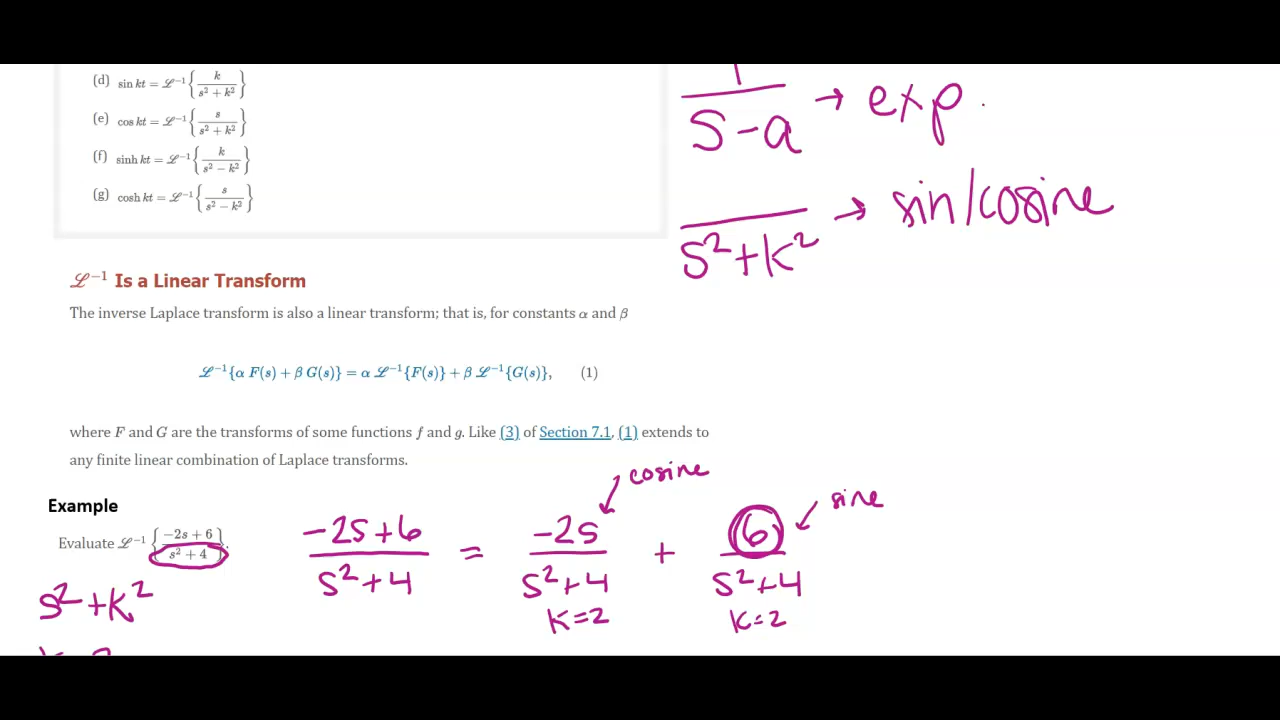 (d) sin kt = ℒ⁻¹{k/(s² + k²)}
(e) cos kt = ℒ⁻¹{s/(s² + k²)}
(f) sinh kt = ℒ⁻¹{k/(s² − k²)}
(g) cosh kt = ℒ⁻¹{s/(s² − k²)}
1/(s-a) → exp.
/(s²+k²) → sin/cosine
ℒ⁻¹ Is a Linear Transform
The inverse Laplace transform is also a linear transform; that is, for constants α and β
ℒ⁻¹{α F(s) + β G(s)} = α ℒ⁻¹{F(s)} + β ℒ⁻¹{G(s)}, (1)
where F and G are the transforms of some functions f and g. Like (3) of Section 7.1, (1) extends to
any finite linear combination of Laplace transforms.
Example
Evaluate ℒ⁻¹{(−2s + 6)/(s² + 4)}.
cosine
sine
(-2s+6)/(s²+4) = -2s/(s²+4) + 6/(s²+4)
s²+k²
k=2
k=2